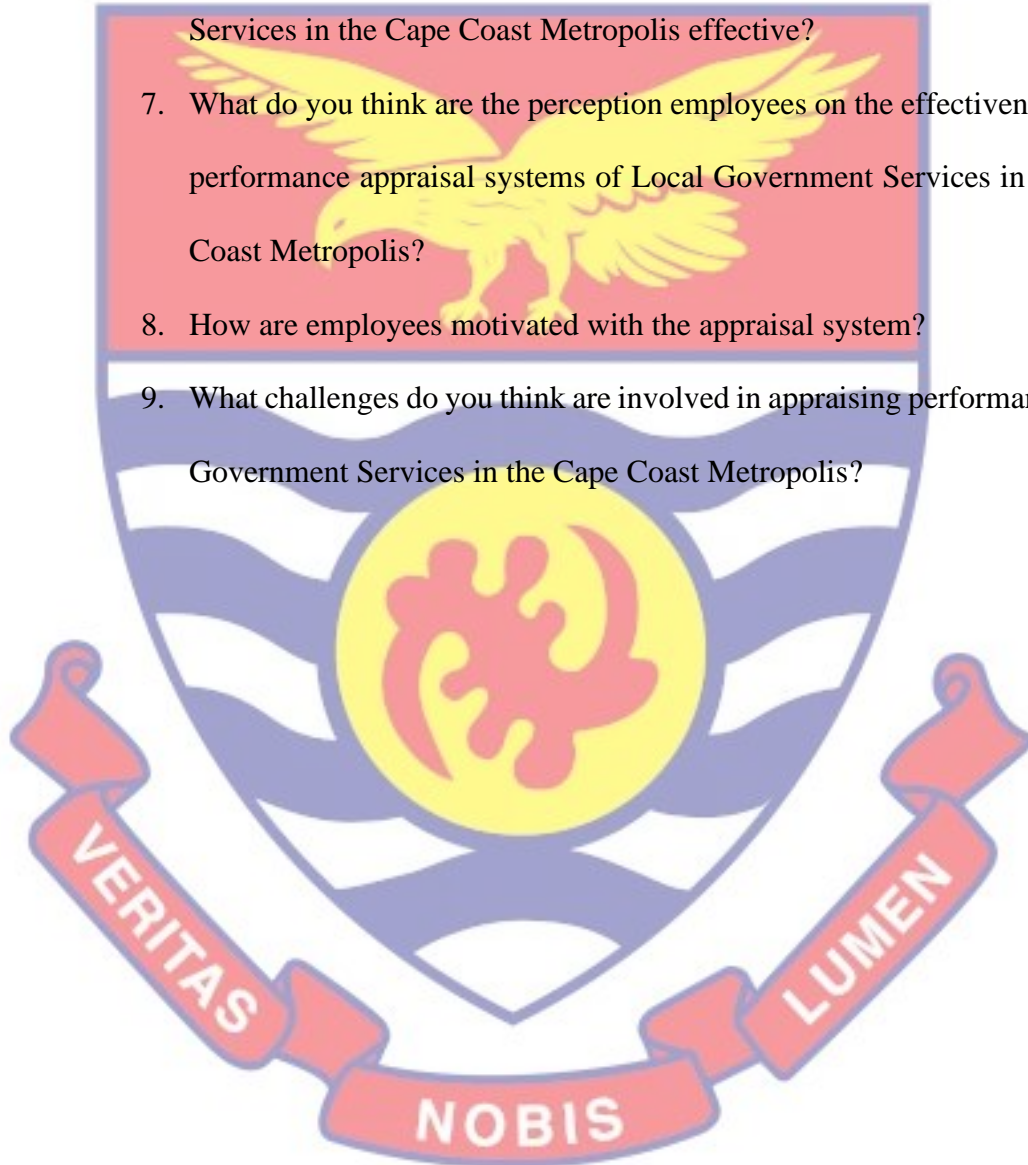 Services in the Cape Coast Metropolis effective?
7. What do you think are the perception employees on the
performance appraisal systems of Local Government Services in
Coast Metropolis?
8. How are employees motivated with the appraisal system?
9. What challenges do you think are involved in appraising
Government Services in the Cape Coast Metropolis?
VERITAS
NOBIS
LUMEN